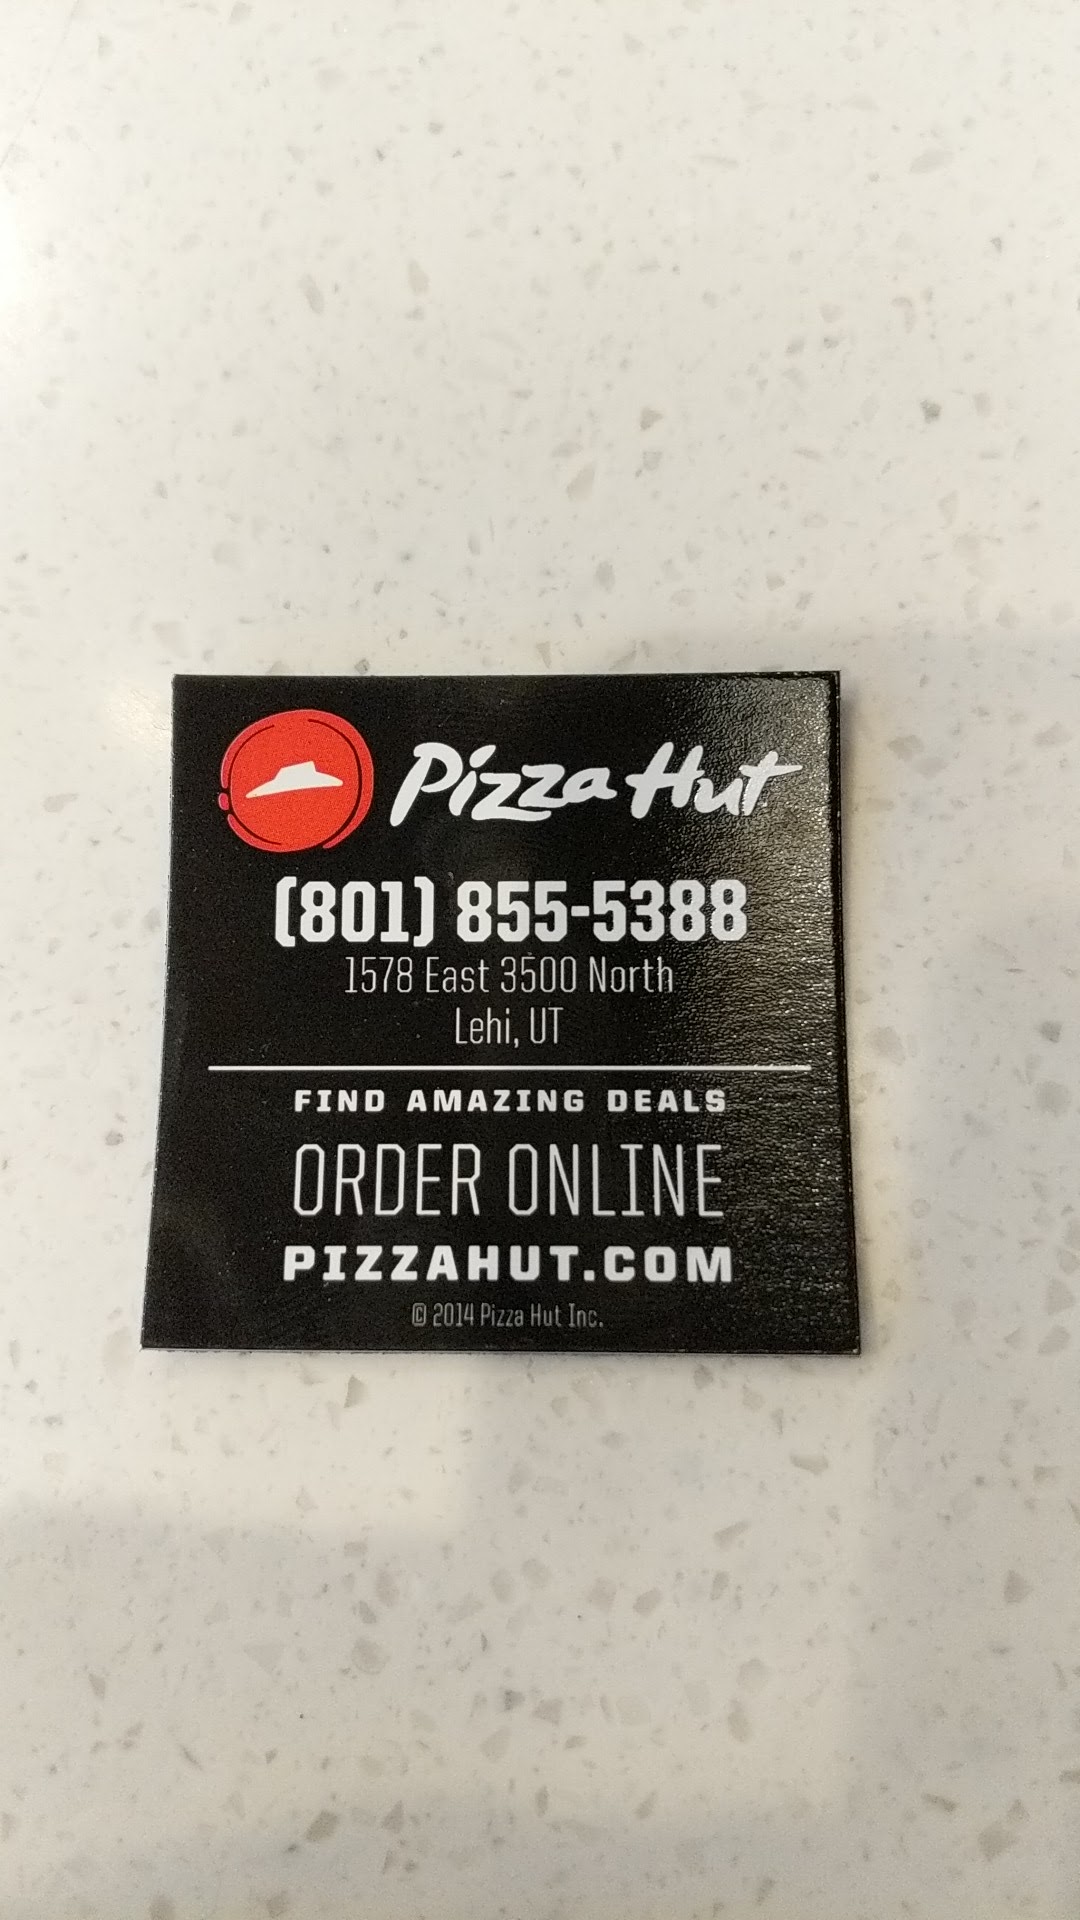 Pizza Hut
(801) 855-5388
1578 East 3500 North
Lehi, UT
FIND AMAZING DEALS
ORDER ONLINE
PIZZAHUT.COM
© 2014 Pizza Hut Inc.